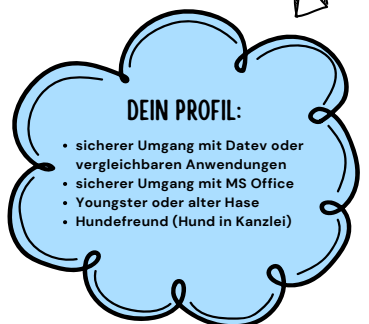 DEIN PROFIL:
• sicherer Umgang mit Datev oder
vergleichbaren Anwendungen
• sicherer Umgang mit MS Office
• Youngster oder alter Hase
• Hundefreund (Hund in Kanzlei)